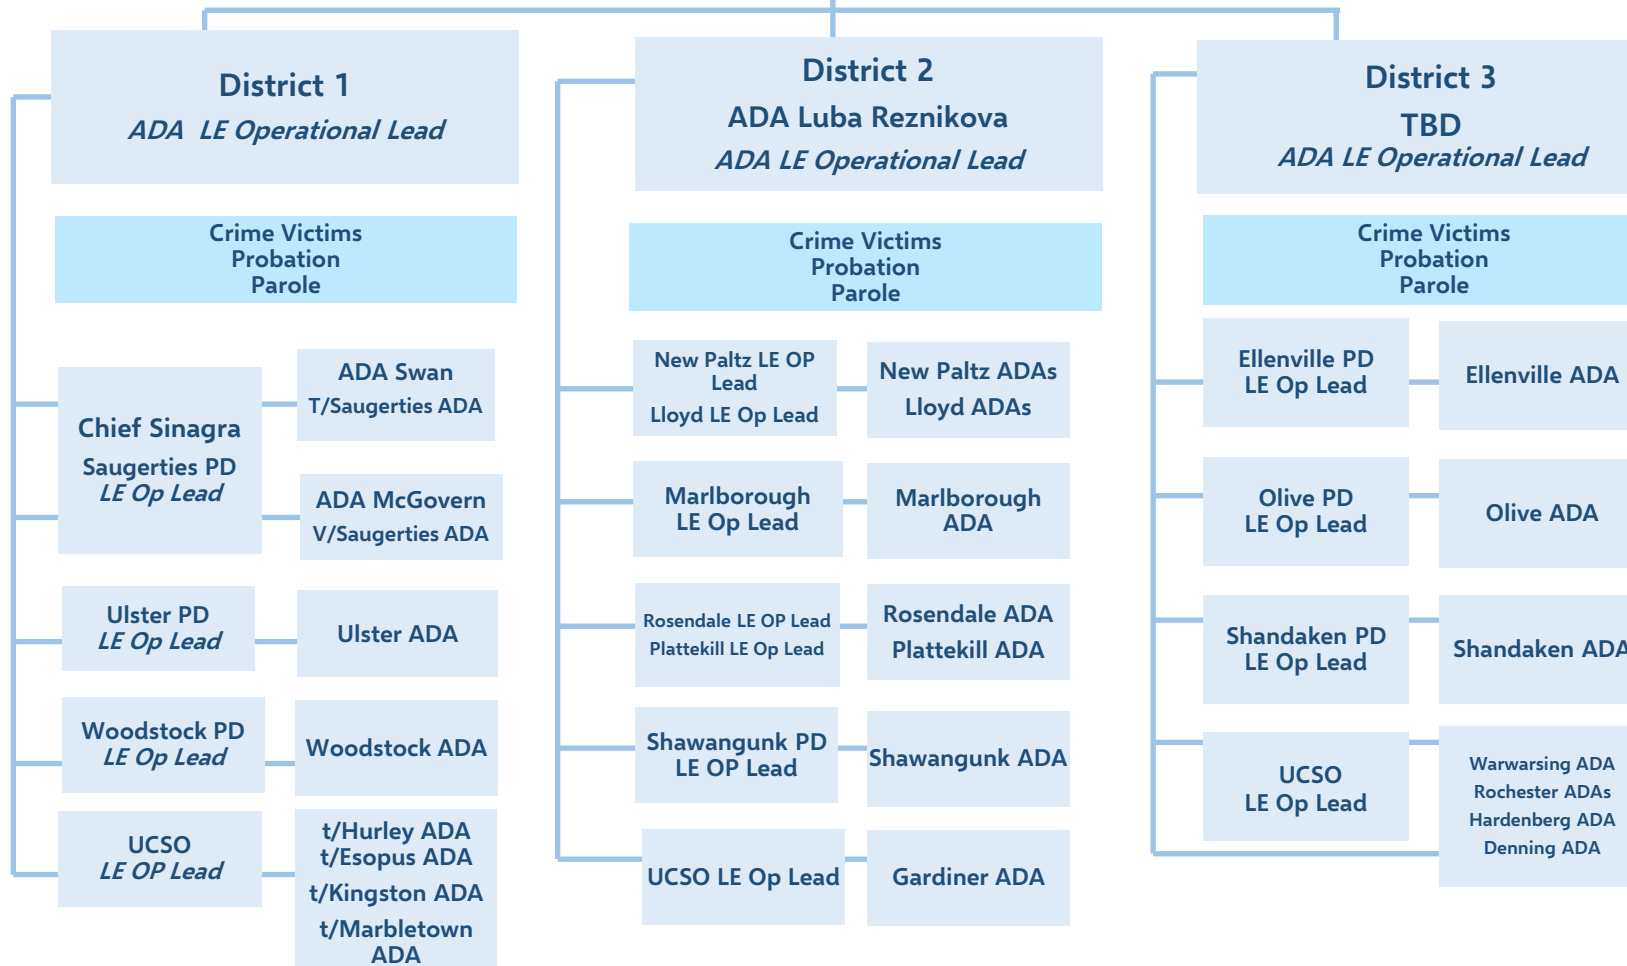 District 1
ADA LE Operational Lead
Crime Victims
Probation
Parole
Chief Sinagra
Saugerties PD
LE Op Lead
ADA Swan
T/Saugerties ADA
ADA McGovern
V/Saugerties ADA
Ulster PD
LE Op Lead
Ulster ADA
Woodstock PD
LE Op Lead
Woodstock ADA
UCSO
LE OP Lead
t/Hurley ADA
t/Esopus ADA
t/Kingston ADA
t/Marbletown
ADA
District 2
ADA Luba Reznikova
ADA LE Operational Lead
Crime Victims
Probation
Parole
New Paltz LE OP
Lead
Lloyd LE Op Lead
New Paltz ADAs
Lloyd ADAs
Marlborough
LE Op Lead
Marlborough
ADA
Rosendale LE OP Lead
Plattekill LE Op Lead
Rosendale ADA
Plattekill ADA
Shawangunk PD
LE OP Lead
Shawangunk ADA
UCSO LE Op Lead
Gardiner ADA
District 3
TBD
ADA LE Operational Lead
Crime Victims
Probation
Parole
Ellenville PD
LE Op Lead
Ellenville ADA
Olive PD
LE Op Lead
Olive ADA
Shandaken PD
LE Op Lead
Shandaken ADA
UCSO
LE Op Lead
Warwarsing ADA
Rochester ADAs
Hardenberg ADA
Denning ADA